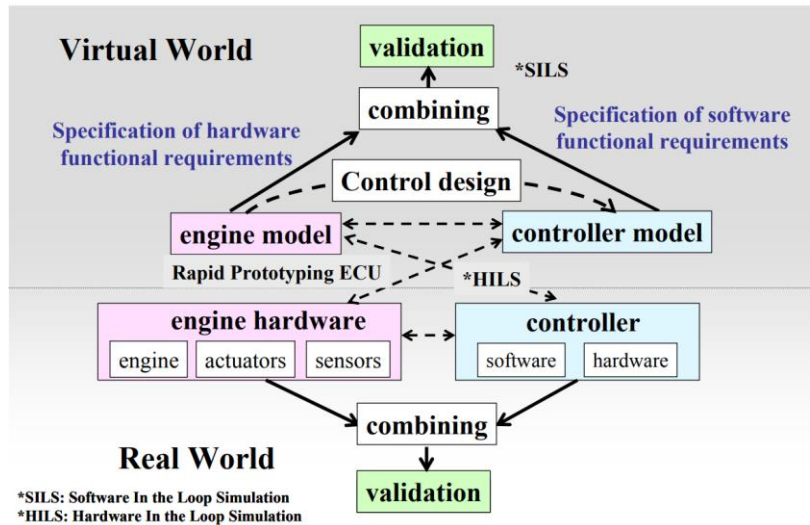 Virtual World
validation
*SILS
combining
Specification of hardware
functional requirements
Specification of software
functional requirements
Control design
engine model
controller model
Rapid Prototyping ECU
*HILS
engine hardware
engine
actuators
sensors
controller
software
hardware
combining
Real World
validation
*SILS: Software In the Loop Simulation
*HILS: Hardware In the Loop Simulation